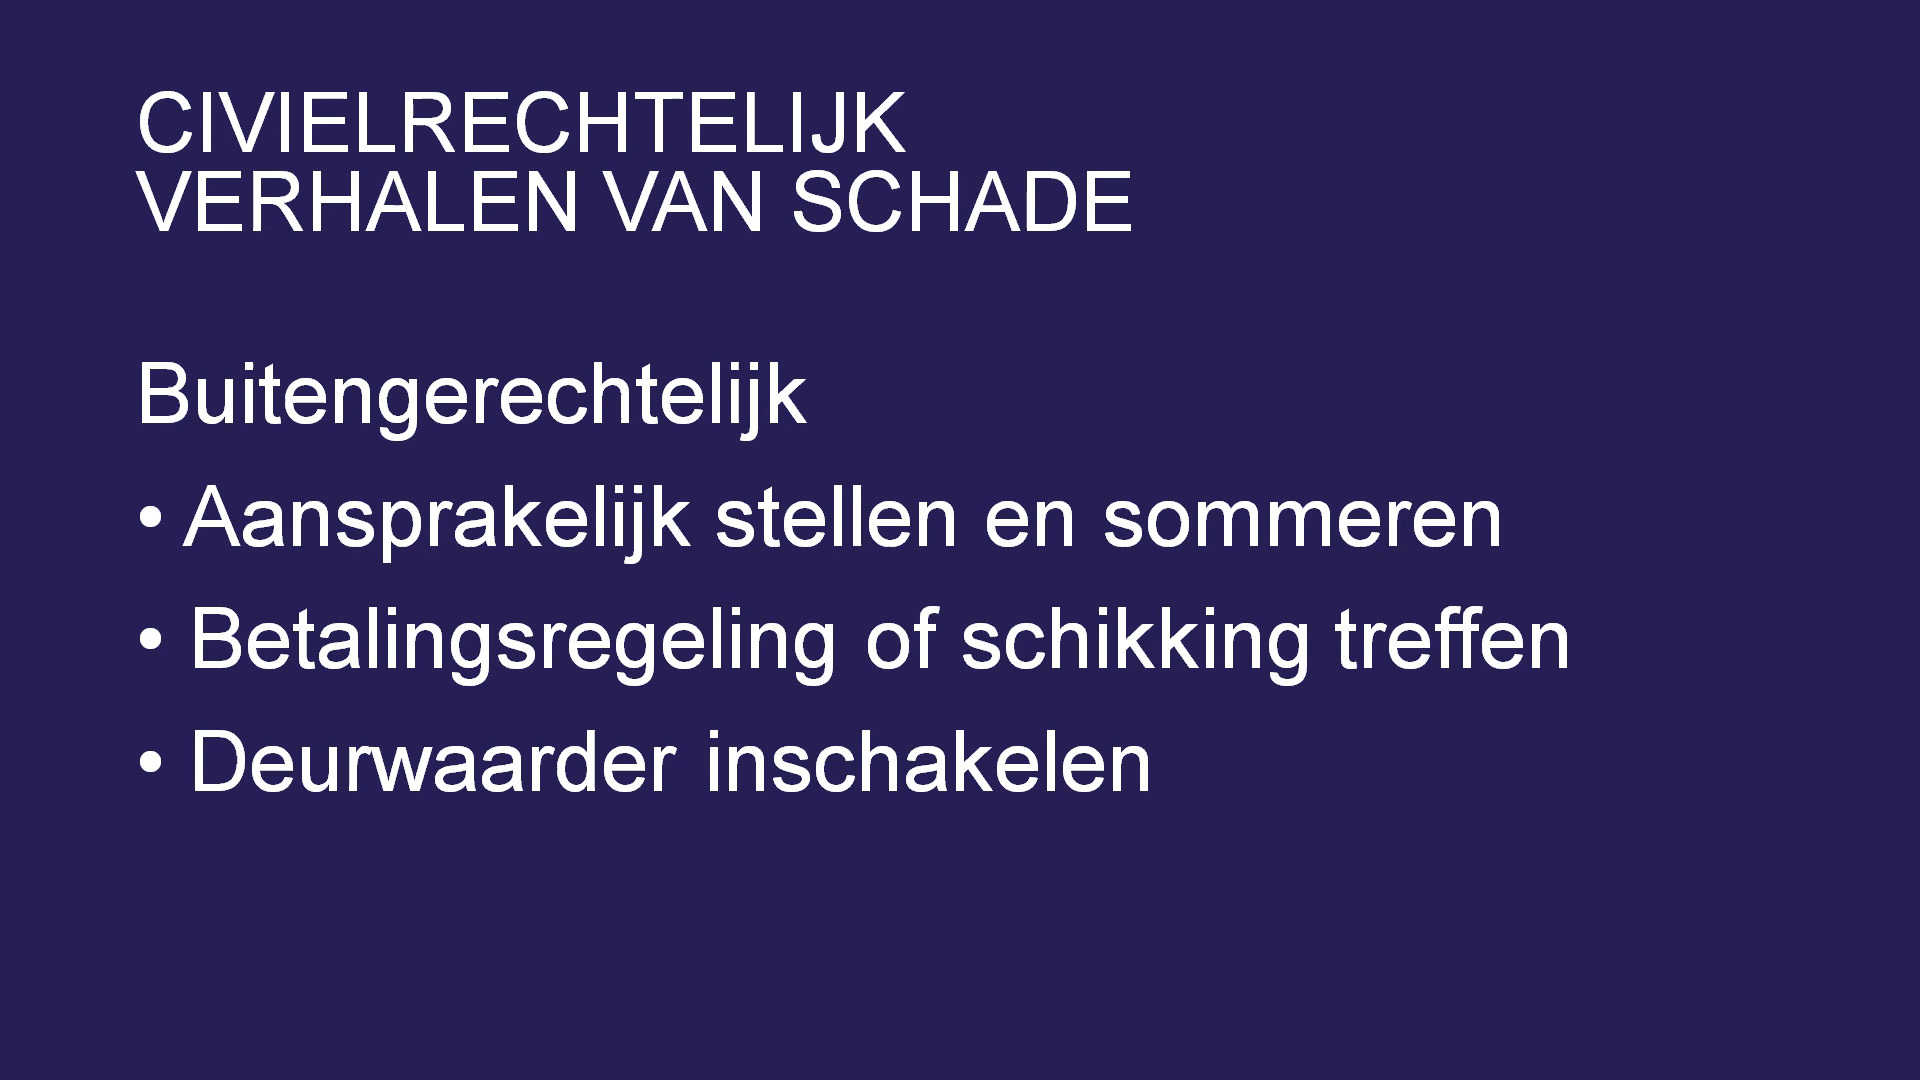 CIVIELRECHTELIJK
VERHALEN VAN SCHADE
Buitengerechtelijk
• Aansprakelijk stellen en sommeren
• Betalingsregeling of schikking treffen
• Deurwaarder inschakelen